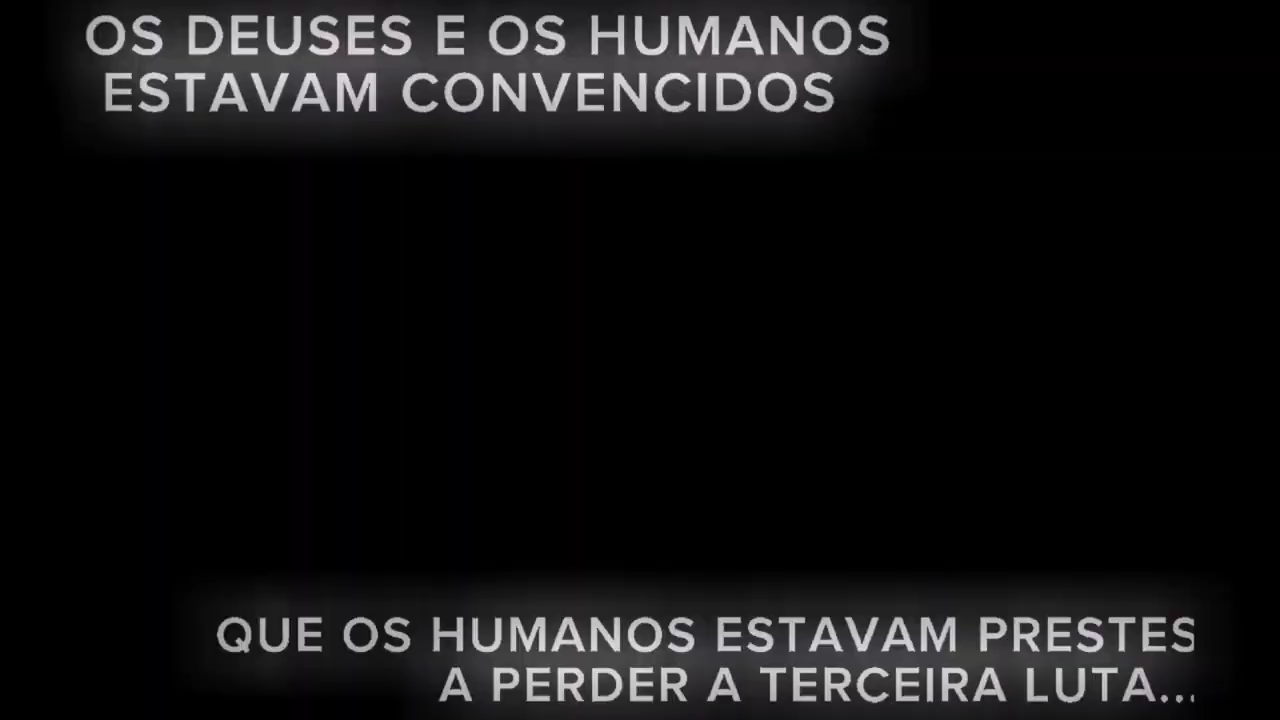 OS DEUSES E OS HUMANOS
ESTAVAM CONVENCIDOS
QUE OS HUMANOS ESTAVAM PRESTES
A PERDER A TERCEIRA LUTA...